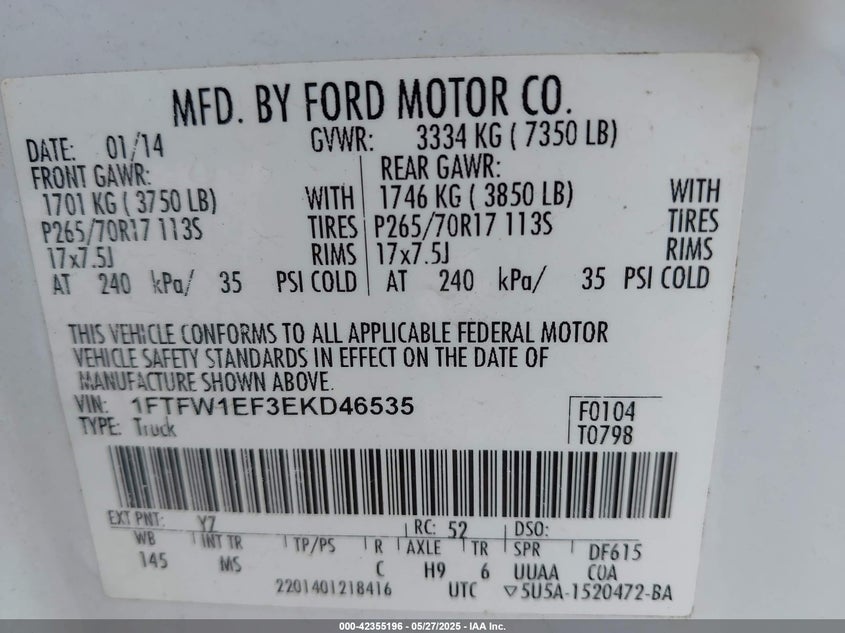 MFD. BY FORD MOTOR CO.
DATE: 01/14 GVWR: 3334 KG ( 7350 LB)
FRONT GAWR: REAR GAWR:
1701 KG ( 3750 LB) WITH 1746 KG ( 3850 LB) WITH
P265/70R17 113S TIRES P265/70R17 113S TIRES
17x7.5J RIMS 17x7.5J RIMS
AT 240 kPa/ 35 PSI COLD AT 240 kPa/ 35 PSI COLD
THIS VEHICLE CONFORMS TO ALL APPLICABLE FEDERAL MOTOR
VEHICLE SAFETY STANDARDS IN EFFECT ON THE DATE OF
MANUFACTURE SHOWN ABOVE.
VIN: 1FTFW1EF3EKD46535 F0104
TYPE: Truck T0798
EXT PNT: YZ RC: 52 DSO:
WB INT TR TP/PS R AXLE TR SPR DF615
145 MS C H9 6 UUAA COA
2201401218416 UTC ▽5U5A-1520472-BA
000-42355196 - 05/27/2025 - IAA Inc.